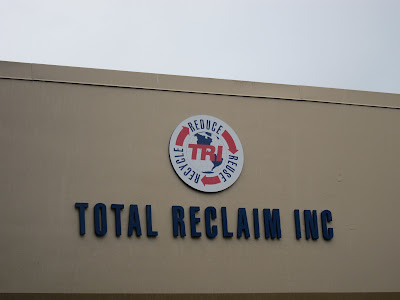 REDUCE
REUSE
RECYCLE
TRI
TOTAL RECLAIM INC